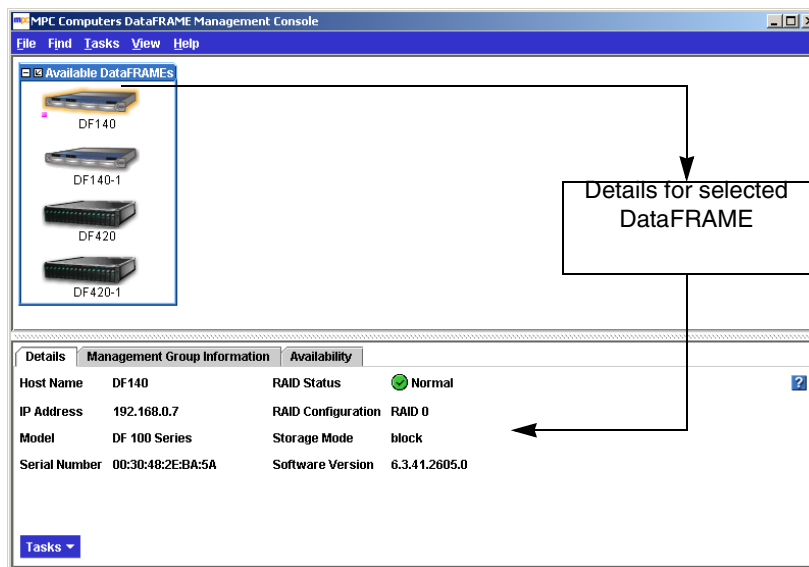 MPC Computers DataFRAME Management Console
File Find Tasks View Help
Available DataFRAMEs
DF140
DF140-1
DF420
DF420-1
Details for selected
DataFRAME
Details Management Group Information Availability
Host Name DF140 RAID Status Normal
IP Address 192.168.0.7 RAID Configuration RAID 0
Model DF 100 Series Storage Mode block
Serial Number 00:30:48:2E:BA:5A Software Version 6.3.41.2605.0
Tasks